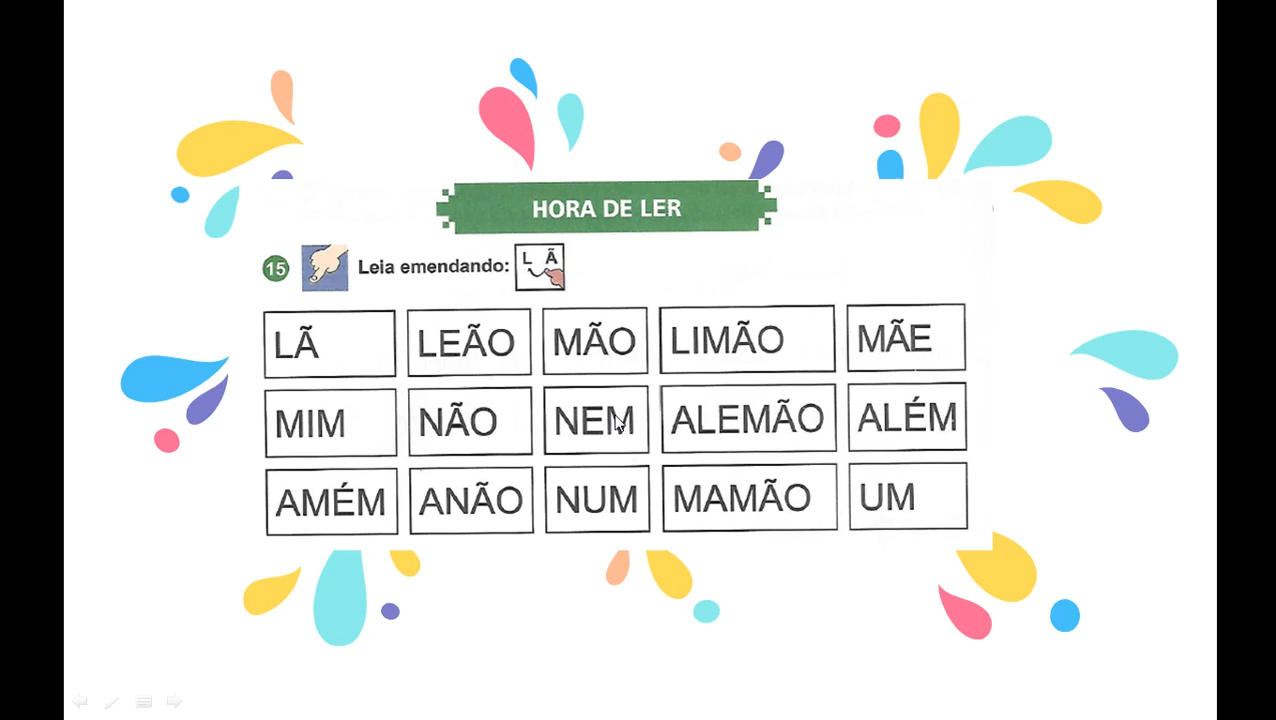 HORA DE LER
15 Leia emendando: L Ã
LÃ LEÃO MÃO LIMÃO MÃE
MIM NÃO NEM ALEMÃO ALÉM
AMÉM ANÃO NUM MAMÃO UM